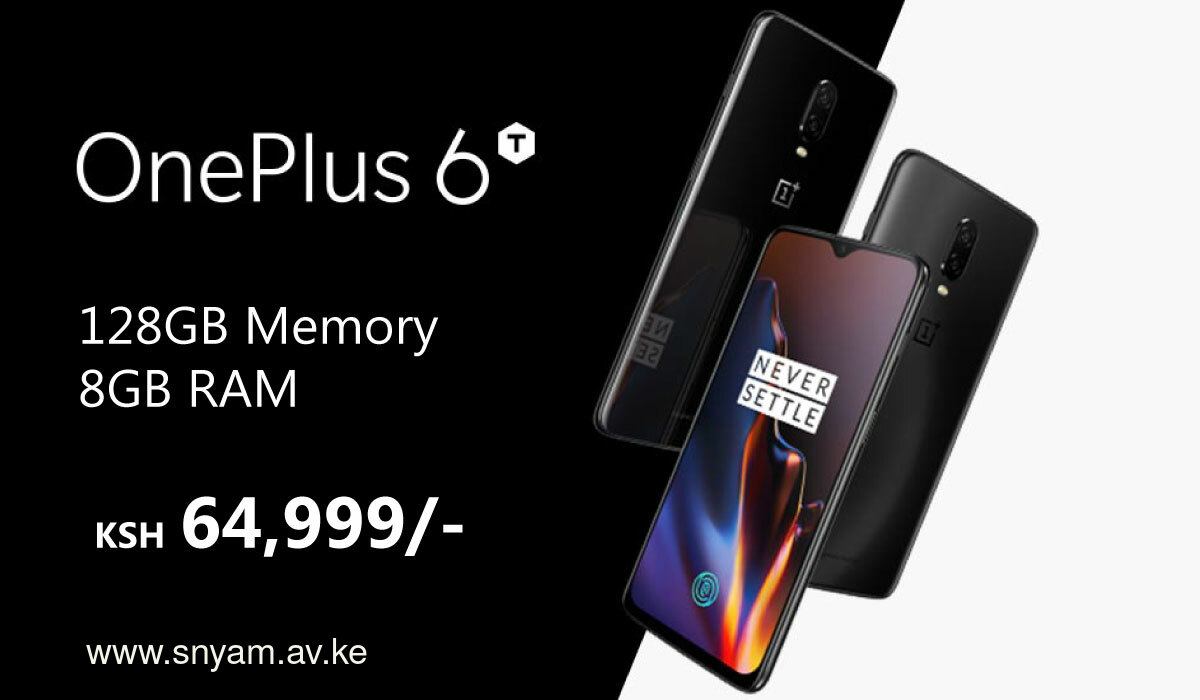 OnePlus 6T
128GB Memory
8GB RAM
KSH 64,999/-
www.snyam.av.ke
NEVER
SETTLE